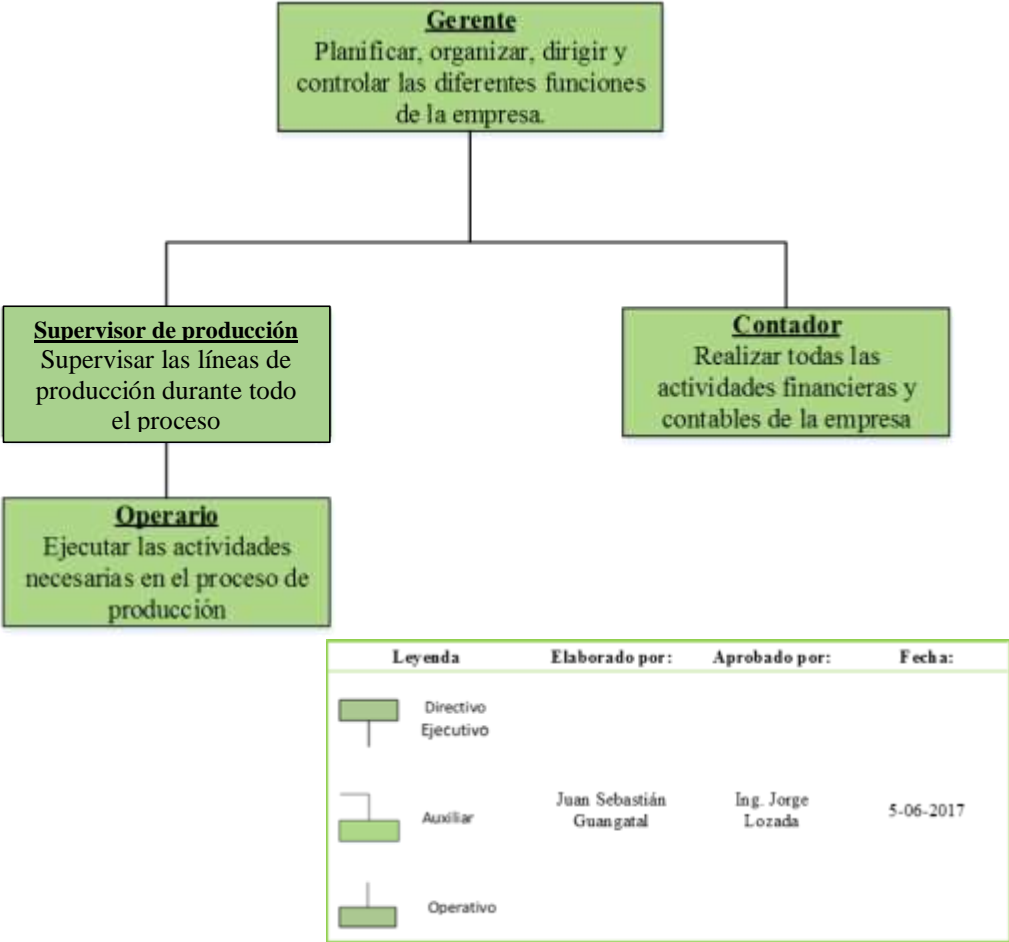 Gerente
Planificar, organizar, dirigir y
controlar las diferentes funciones
de la empresa.
Supervisor de producción
Supervisar las líneas de
producción durante todo
el proceso
Contador
Realizar todas las
actividades financieras y
contables de la empresa
Operario
Ejecutar las actividades
necesarias en el proceso de
producción
Leyenda Elaborado por: Aprobado por: Fecha:
Directivo
Ejecutivo
Auxiliar
Juan Sebastián
Guangatal
Ing. Jorge
Lozada
5-06-2017
Operativo